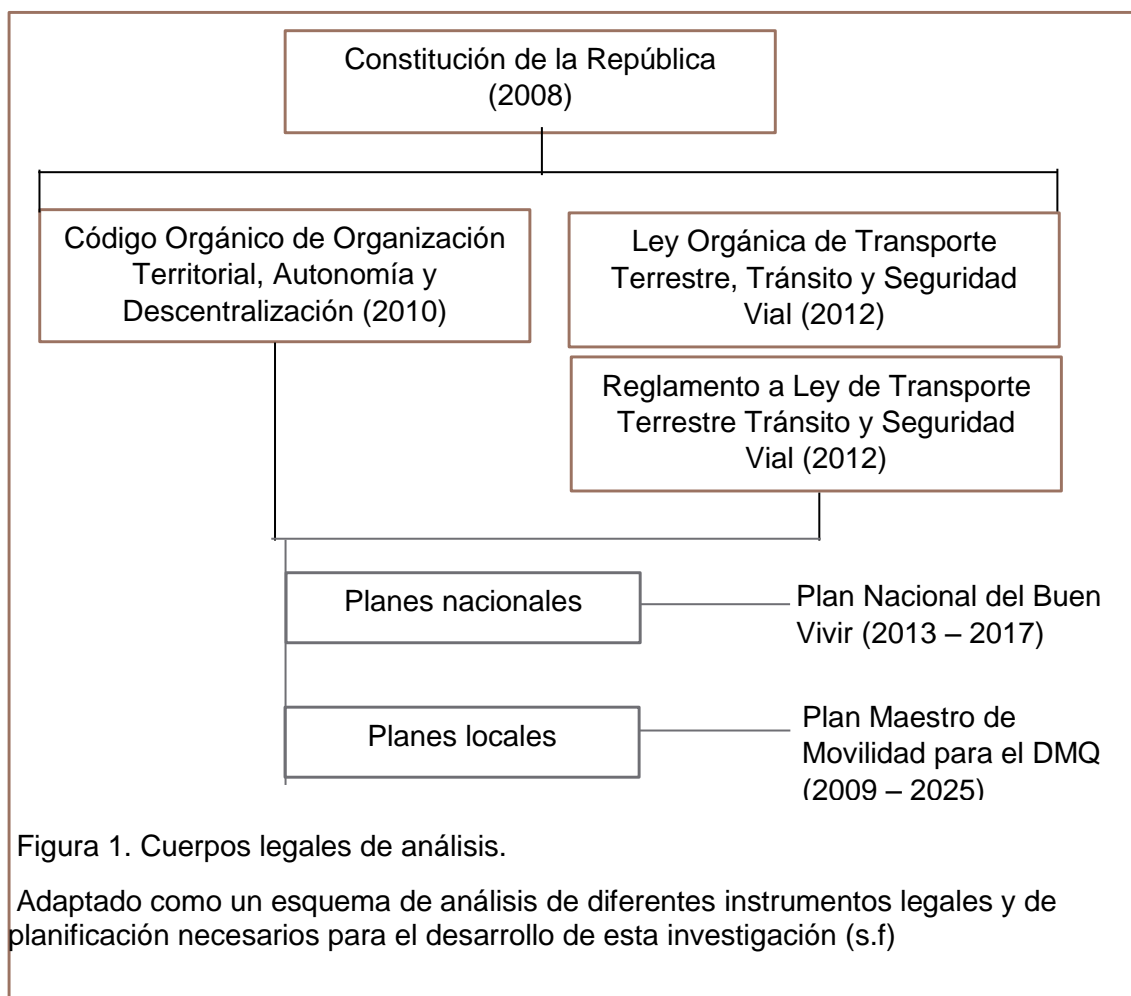 Constitución de la República
(2008)
Código Orgánico de Organización
Territorial, Autonomía y
Descentralización (2010)
Ley Orgánica de Transporte
Terrestre, Tránsito y Seguridad
Vial (2012)
Reglamento a Ley de Transporte
Terrestre Tránsito y Seguridad
Vial (2012)
Planes nacionales
Plan Nacional del Buen
Vivir (2013 – 2017)
Planes locales
Plan Maestro de
Movilidad para el DMQ
(2009 – 2025)
Figura 1. Cuerpos legales de análisis.
Adaptado como un esquema de análisis de diferentes instrumentos legales y de
planificación necesarios para el desarrollo de esta investigación (s.f)